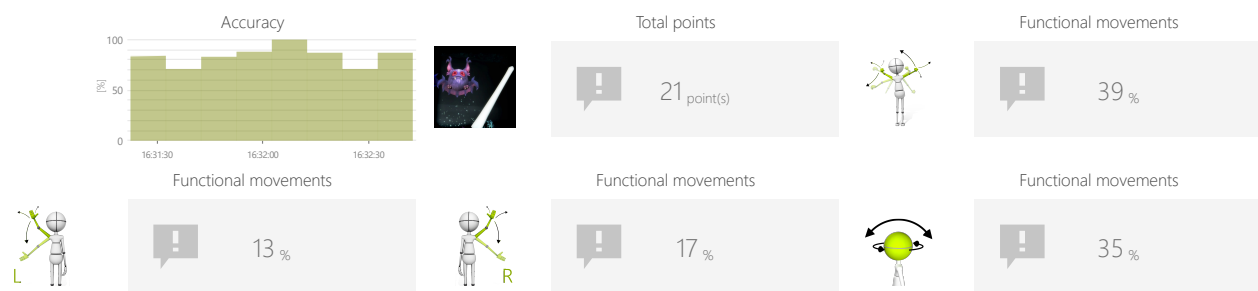 Accuracy
100
[%]
50
0
16:31:30
16:32:00
16:32:30
Total points
21 point(s)
Functional movements
39 %
Functional movements
L
13 %
Functional movements
R
17 %
Functional movements
35 %